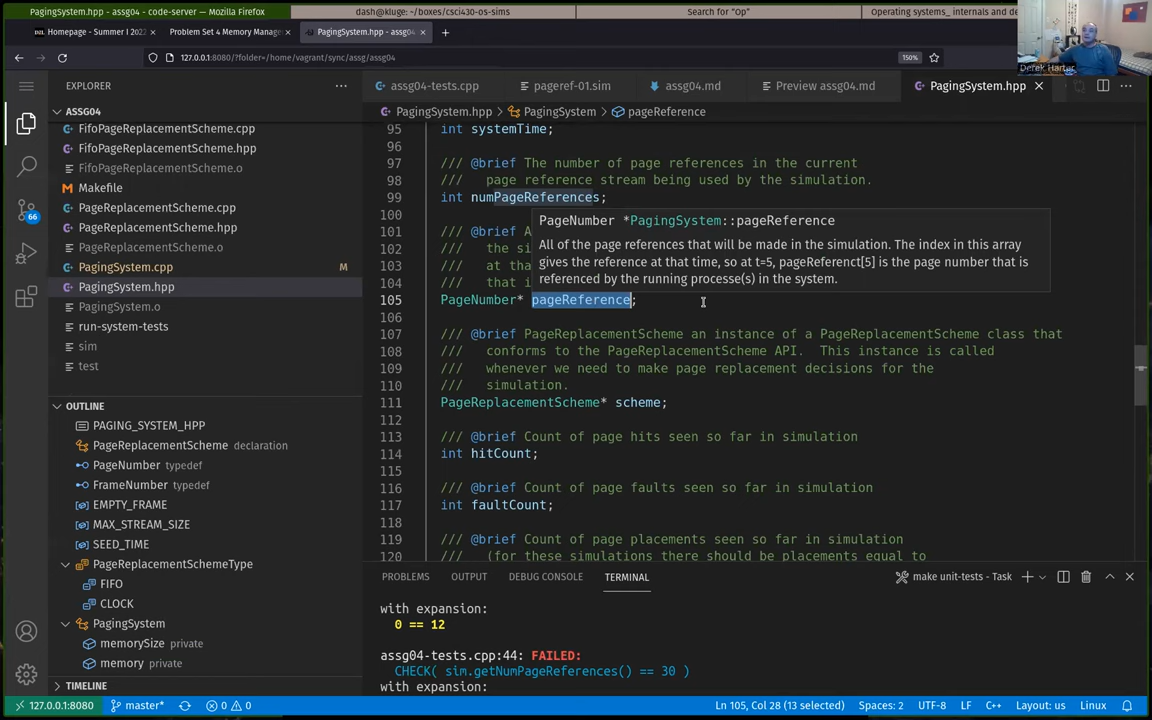 PagingSystem.hpp - assg04 - code-server — Mozilla Firefox
dash@kluge: ~/boxes/csci430-os-sims
Search for "Op"
Operating systems_ internals and de
Homepage - Summer I 202
Problem Set 4 Memory Manage
PagingSystem.hpp - assg04
127.0.0.1:8080/?folder=/home/vagrant/sync/assg/assg04
150%
Derek Harter
EXPLORER
assg04-tests.cpp
pageref-01.sim
assg04.md
Preview assg04.md
PagingSystem.hpp
ASSG04
PagingSystem.hpp > PagingSystem > pageReference
FifoPageReplacementScheme.cpp
FifoPageReplacementScheme.hpp
FifoPageReplacementScheme.o
Makefile
PageReplacementScheme.cpp
PageReplacementScheme.hpp
PageReplacementScheme.o
PagingSystem.cpp M
PagingSystem.hpp
PagingSystem.o
run-system-tests
sim
test
66
OUTLINE
PAGING_SYSTEM_HPP
PageReplacementScheme declaration
PageNumber typedef
FrameNumber typedef
EMPTY_FRAME
MAX_STREAM_SIZE
SEED_TIME
PageReplacementSchemeType
FIFO
CLOCK
PagingSystem
memorySize private
memory private
TIMELINE
95 int systemTime;
96
97 /// @brief The number of page references in the current
98 /// page reference stream being used by the simulation.
99 int numPageReferences;
100
101 /// @brief A
102 /// the si
103 /// at tha
104 /// that i
PageNumber *PagingSystem::pageReference
All of the page references that will be made in the simulation. The index in this array
gives the reference at that time, so at t=5, pageReferenct[5] is the page number that is
referenced by the running processe(s) in the system.
105 PageNumber* pageReference;
106
107 /// @brief PageReplacementScheme an instance of a PageReplacementScheme class that
108 /// conforms to the PageReplacementScheme API. This instance is called
109 /// whenever we need to make page replacement decisions for the
110 /// simulation.
111 PageReplacementScheme* scheme;
112
113 /// @brief Count of page hits seen so far in simulation
114 int hitCount;
115
116 /// @brief Count of page faults seen so far in simulation
117 int faultCount;
118
119 /// @brief Count of page placements seen so far in simulation
120 /// (for these simulations there should be placements equal to
PROBLEMS
OUTPUT
DEBUG CONSOLE
TERMINAL
make unit-tests - Task
with expansion:
0 == 12
assg04-tests.cpp:44: FAILED:
CHECK( sim.getNumPageReferences() == 30 )
with expansion:
127.0.0.1:8080
master*
0 0
Ln 105, Col 28 (13 selected)
Spaces: 2
UTF-8
LF
C++
Layout: us
Linux